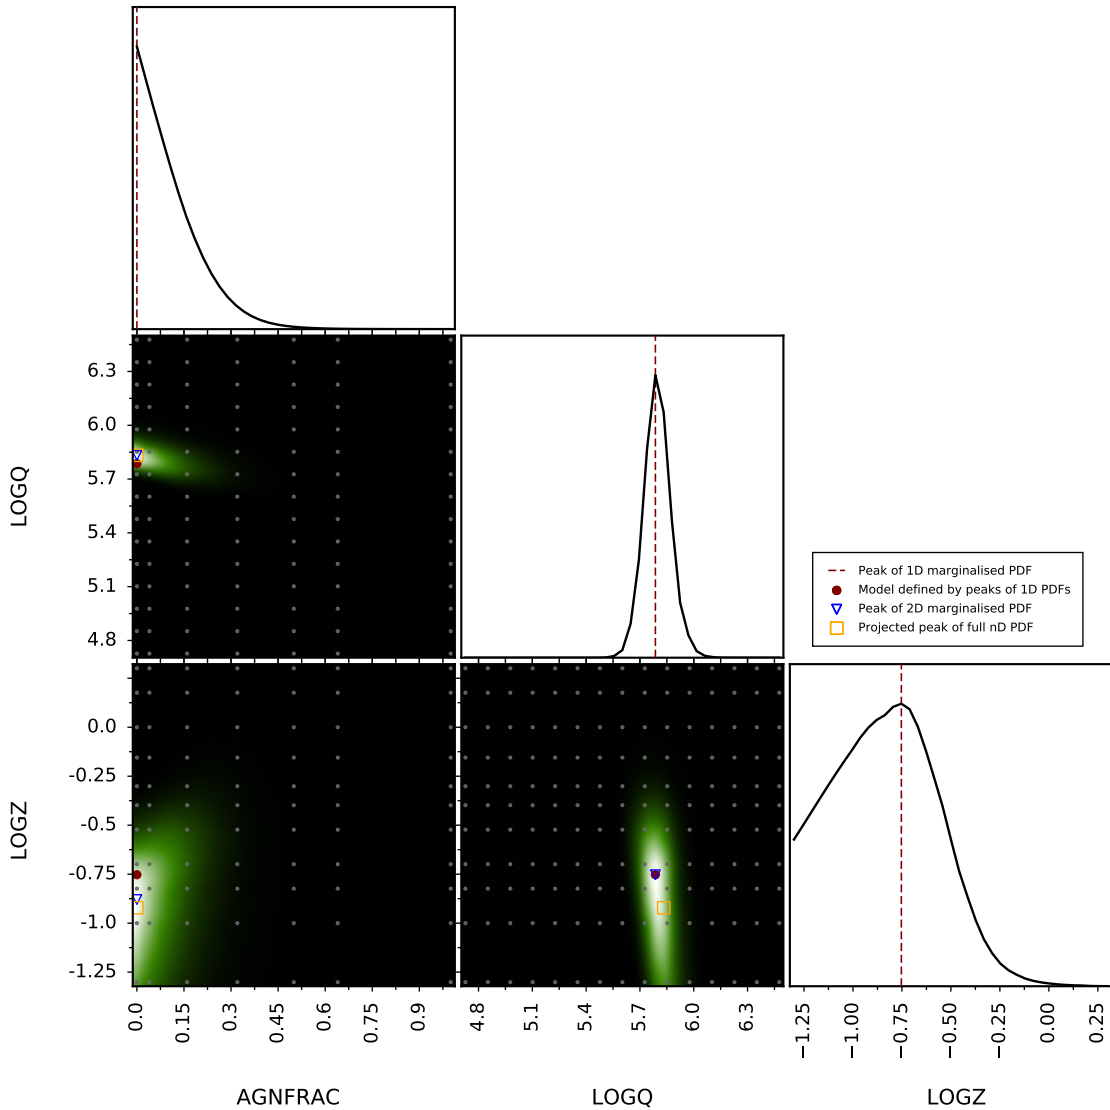 6.3
6.0
5.7
5.4
5.1
4.8
LOGQ
Peak of 1D marginalised PDF
Model defined by peaks of 1D PDFs
Peak of 2D marginalised PDF
Projected peak of full nD PDF
0.0
-0.25
-0.5
-0.75
-1.0
-1.25
LOGZ
0.0 0.15 0.3 0.45 0.6 0.75 0.9
4.8 5.1 5.4 5.7 6.0 6.3
−1.25 −1.00 −0.75 −0.50 −0.25 0.00 0.25
AGNFRAC LOGQ LOGZ